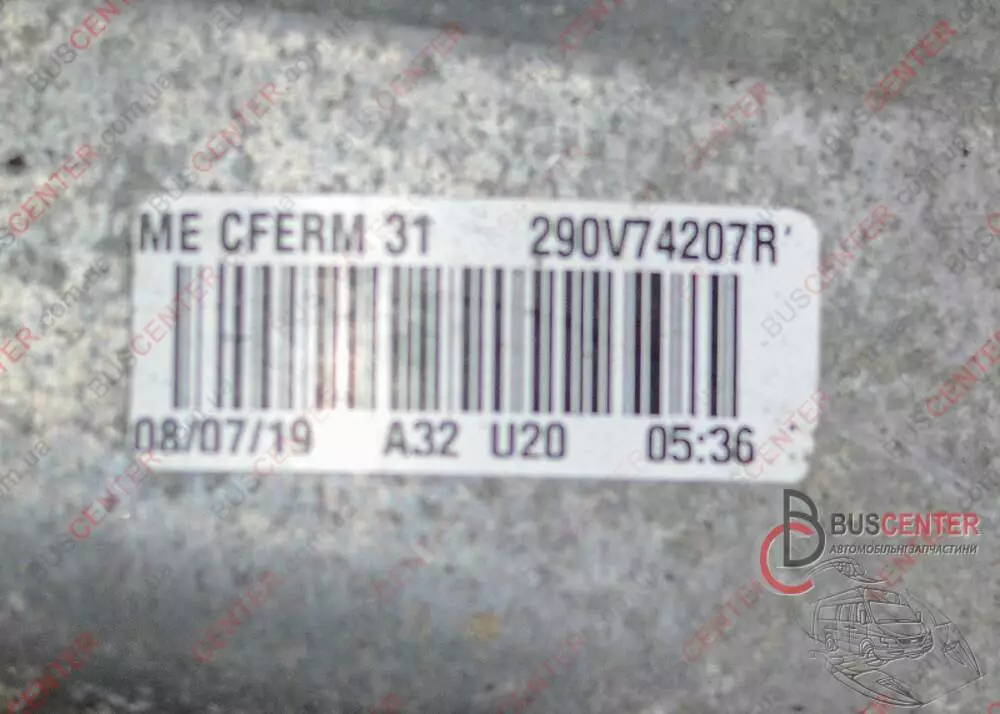 ME CFERM 31 290V74207R
08/07/19 A32 U20 05:36
BUSCENTER
АВТОМОБІЛЬНІ ЗАПЧАСТИНИ